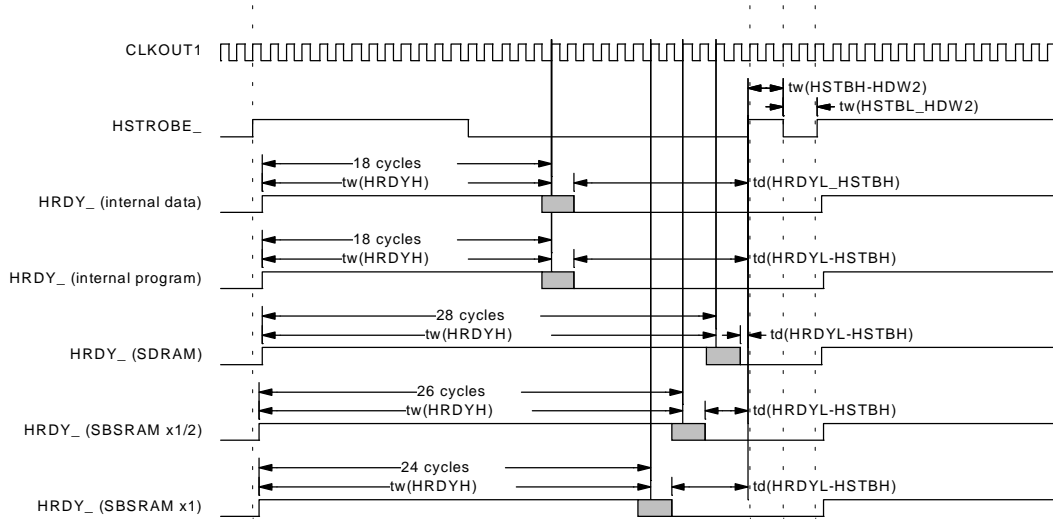 CLKOUT1
tw(HSTBH-HDW2)
tw(HSTBL_HDW2)
HSTROBE_
18 cycles
tw(HRDYH)
td(HRDYL_HSTBH)
HRDY_ (internal data)
18 cycles
tw(HRDYH)
td(HRDYL-HSTBH)
HRDY_ (internal program)
28 cycles
tw(HRDYH)
td(HRDYL-HSTBH)
HRDY_ (SDRAM)
26 cycles
tw(HRDYH)
td(HRDYL-HSTBH)
HRDY_ (SBSRAM x1/2)
24 cycles
tw(HRDYH)
td(HRDYL-HSTBH)
HRDY_ (SBSRAM x1)